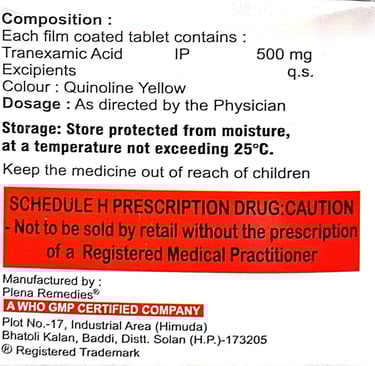 Composition :
Each film coated tablet contains :
Tranexamic Acid IP 500 mg
Excipients q.s.
Colour : Quinoline Yellow
Dosage : As directed by the Physician
Storage: Store protected from moisture,
at a temperature not exceeding 25°C.
Keep the medicine out of reach of children
SCHEDULE H PRESCRIPTION DRUG:CAUTION
- Not to be sold by retail without the prescription
of a Registered Medical Practitioner
Manufactured by :
Plena Remedies®
A WHO GMP CERTIFIED COMPANY
Plot No.-17, Industrial Area (Himuda)
Bhatoli Kalan, Baddi, Distt. Solan (H.P.)-173205
® Registered Trademark